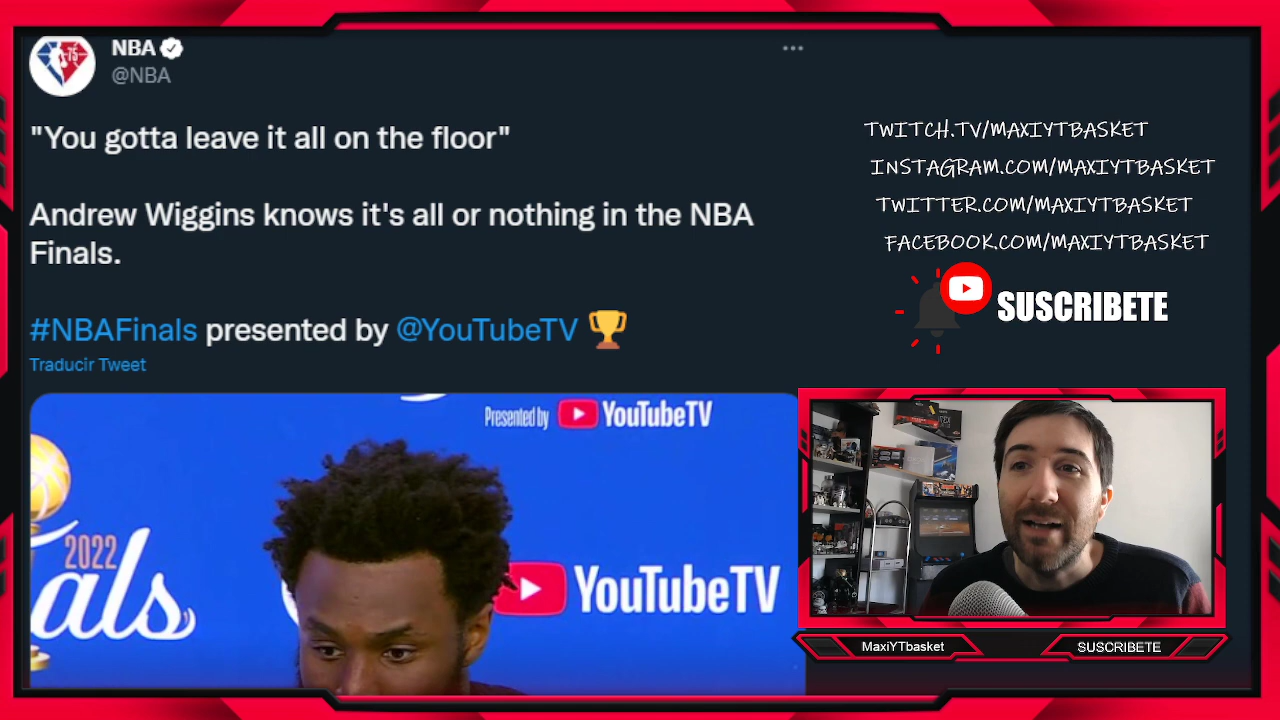 NBA
@NBA
"You gotta leave it all on the floor"
Andrew Wiggins knows it's all or nothing in the NBA
Finals.
#NBAFinals presented by @YouTubeTV
Traducir Tweet
Presented by YouTubeTV
2022
als
YouTubeTV
TWITCH.TV/MAXIYTBASKET
INSTAGRAM.COM/MAXIYTBASKET
TWITTER.COM/MAXIYTBASKET
FACEBOOK.COM/MAXIYTBASKET
SUSCRIBETE
MaxiYTbasket
SUSCRIBETE